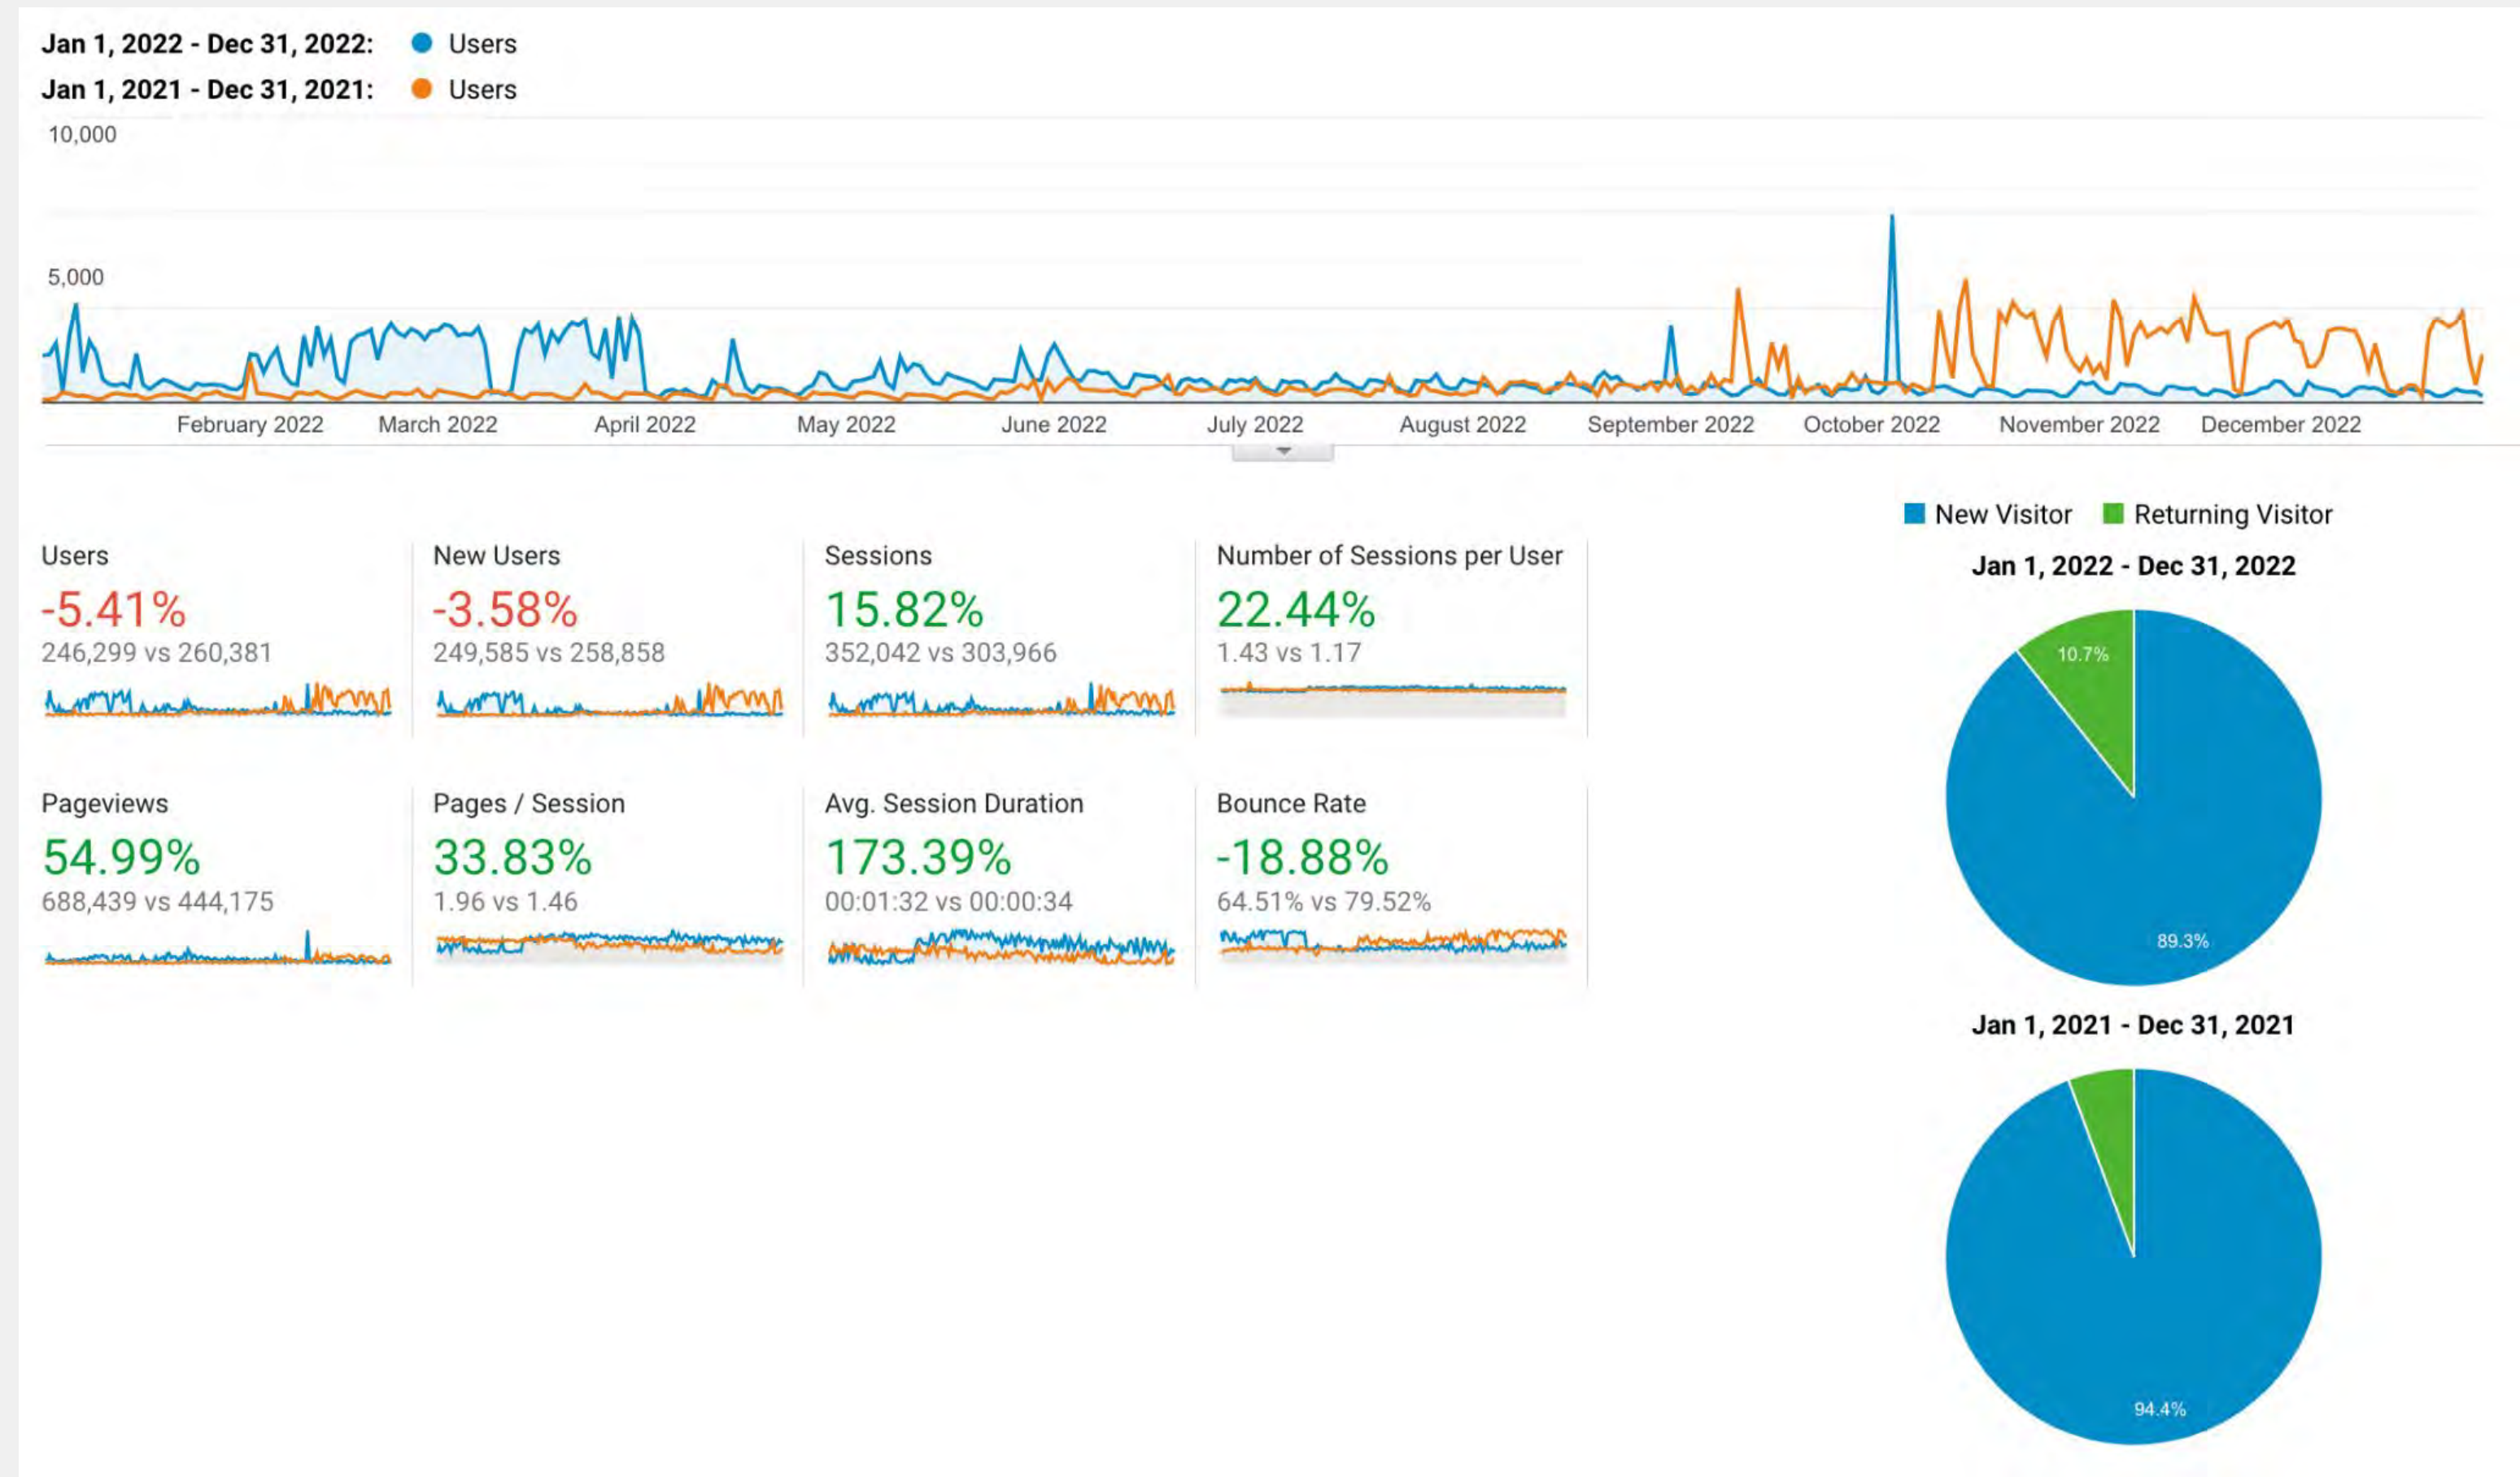 Jan 1, 2022 - Dec 31, 2022: Users
Jan 1, 2021 - Dec 31, 2021: Users
10,000
5,000
February 2022 March 2022 April 2022 May 2022 June 2022 July 2022 August 2022 September 2022 October 2022 November 2022 December 2022
New Visitor Returning Visitor
Jan 1, 2022 - Dec 31, 2022
10.7%
89.3%
Jan 1, 2021 - Dec 31, 2021
94.4%
Users
-5.41%
246,299 vs 260,381
New Users
-3.58%
249,585 vs 258,858
Sessions
15.82%
352,042 vs 303,966
Number of Sessions per User
22.44%
1.43 vs 1.17
Pageviews
54.99%
688,439 vs 444,175
Pages / Session
33.83%
1.96 vs 1.46
Avg. Session Duration
173.39%
00:01:32 vs 00:00:34
Bounce Rate
-18.88%
64.51% vs 79.52%